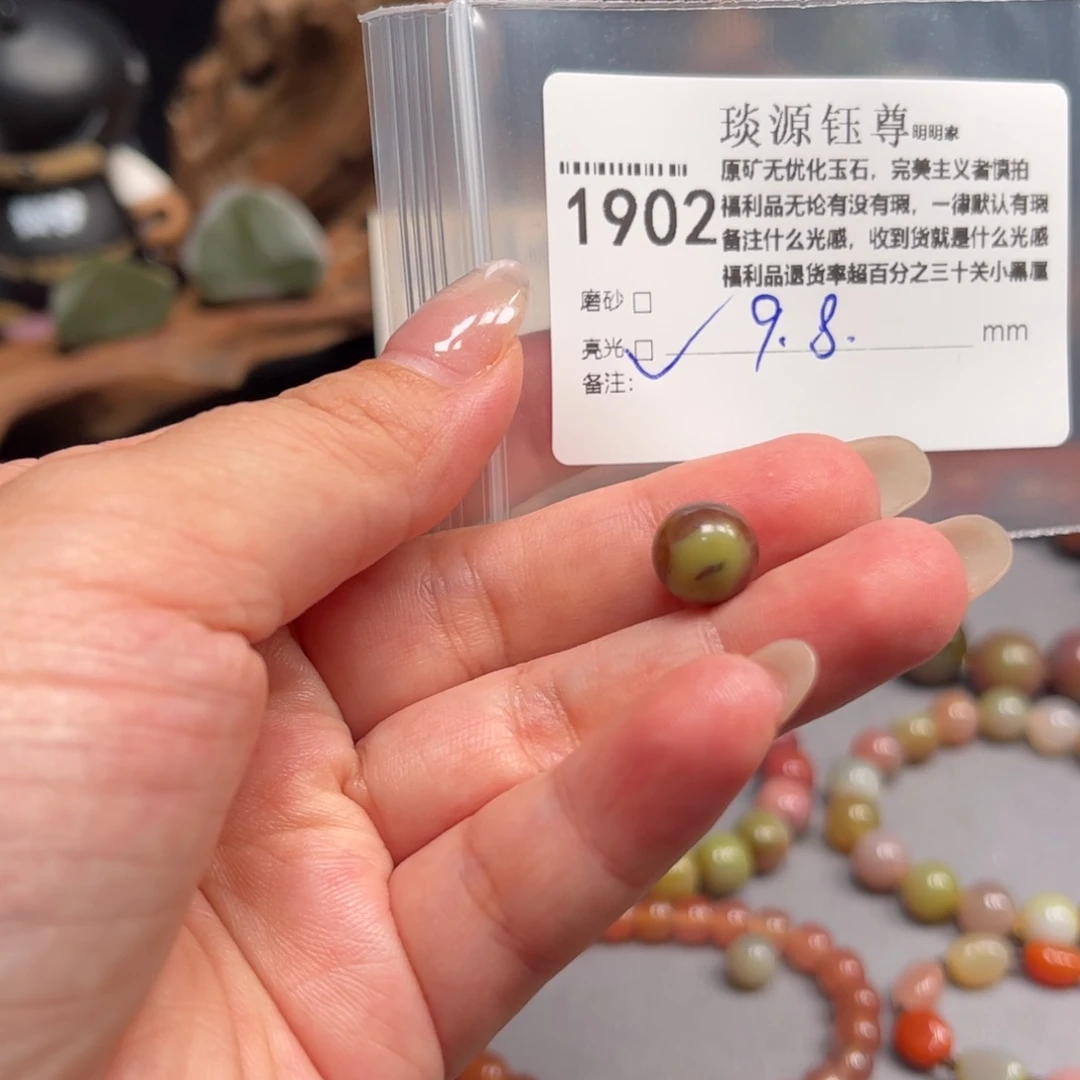 琰源钰尊明明家
原矿无优化玉石，完美主义者慎拍
1902
福利品无论有没有瑕，一律默认有瑕
备注什么光感，收到货就是什么光感
福利品退货率超百分之三十关小黑屋
磨砂 □
亮光 □ ✓ 9.8. mm
备注：